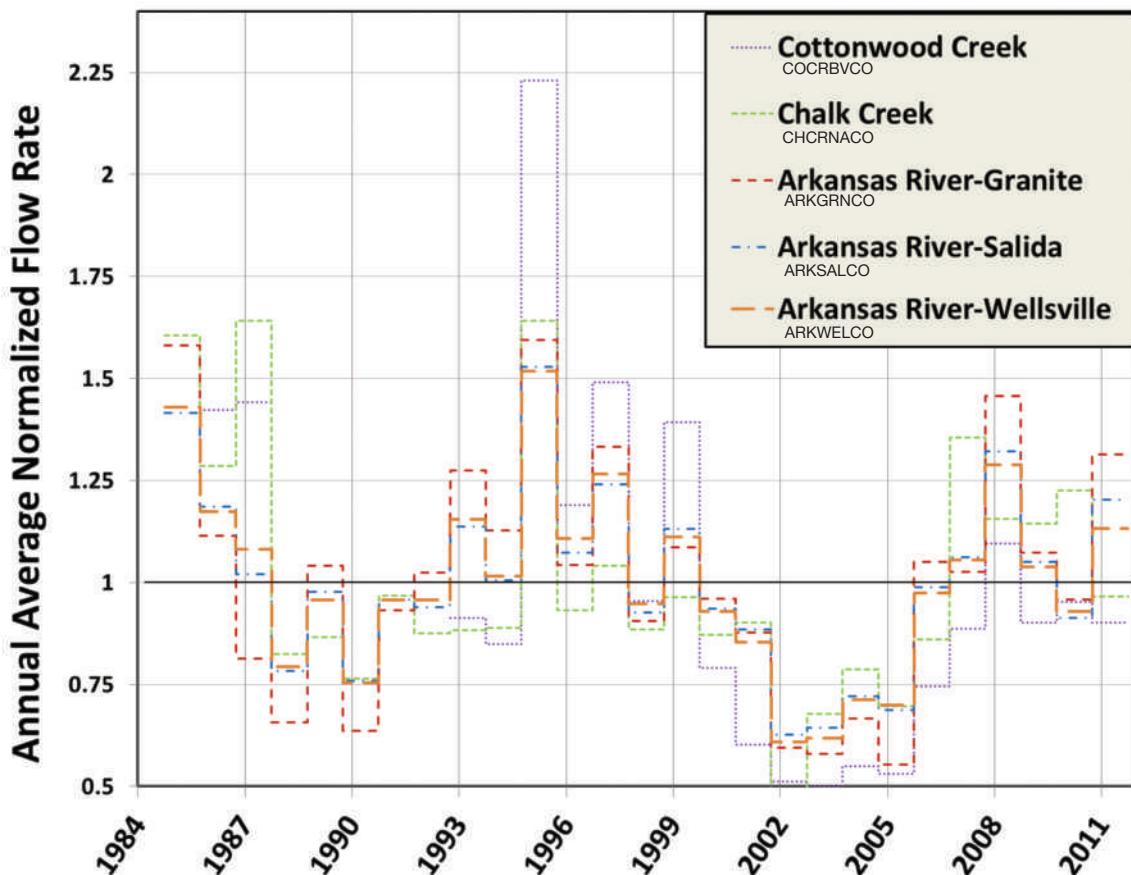 Annual Average Normalized Flow Rate
2.25
2
1.75
1.5
1.25
1
0.75
0.5
1984
1987
1990
1993
1996
1999
2002
2005
2008
2011
Cottonwood Creek
COCRBVCO
Chalk Creek
CHCRNACO
Arkansas River-Granite
ARKGRNCO
Arkansas River-Salida
ARKSALCO
Arkansas River-Wellsville
ARKWELCO